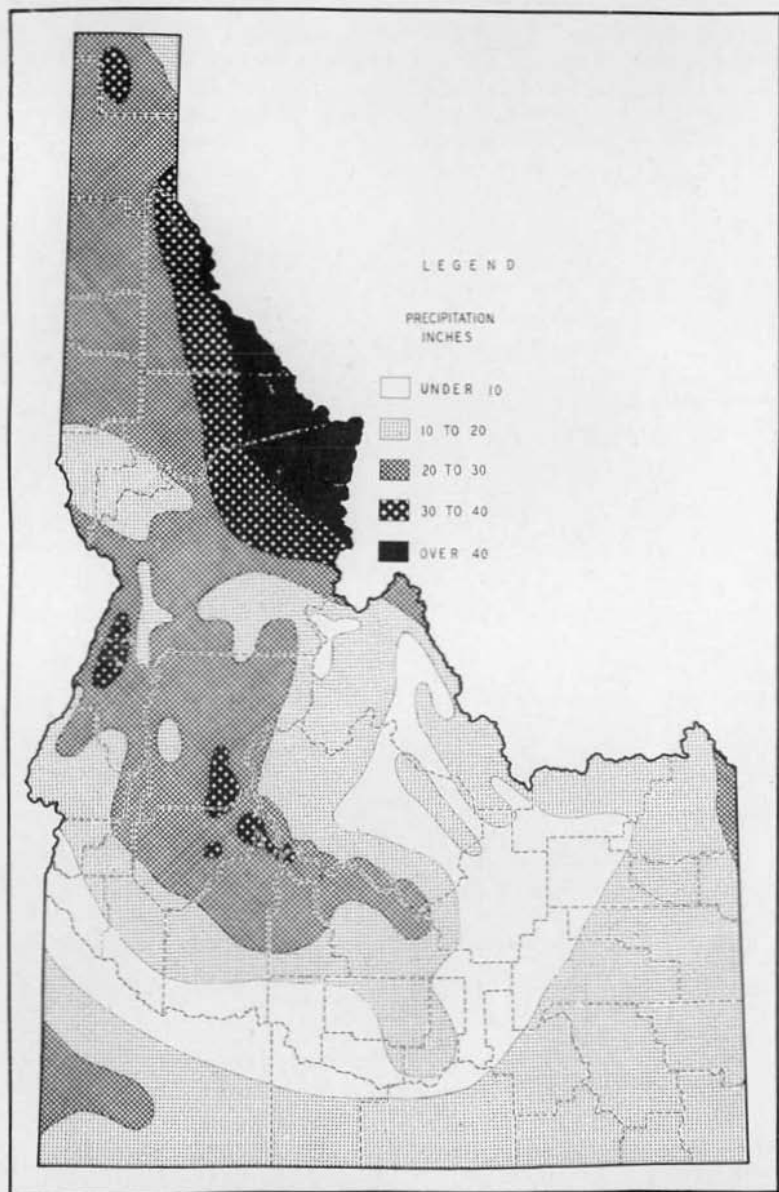 LEGEND
PRECIPITATION
INCHES
UNDER 10
10 TO 20
20 TO 30
30 TO 40
OVER 40